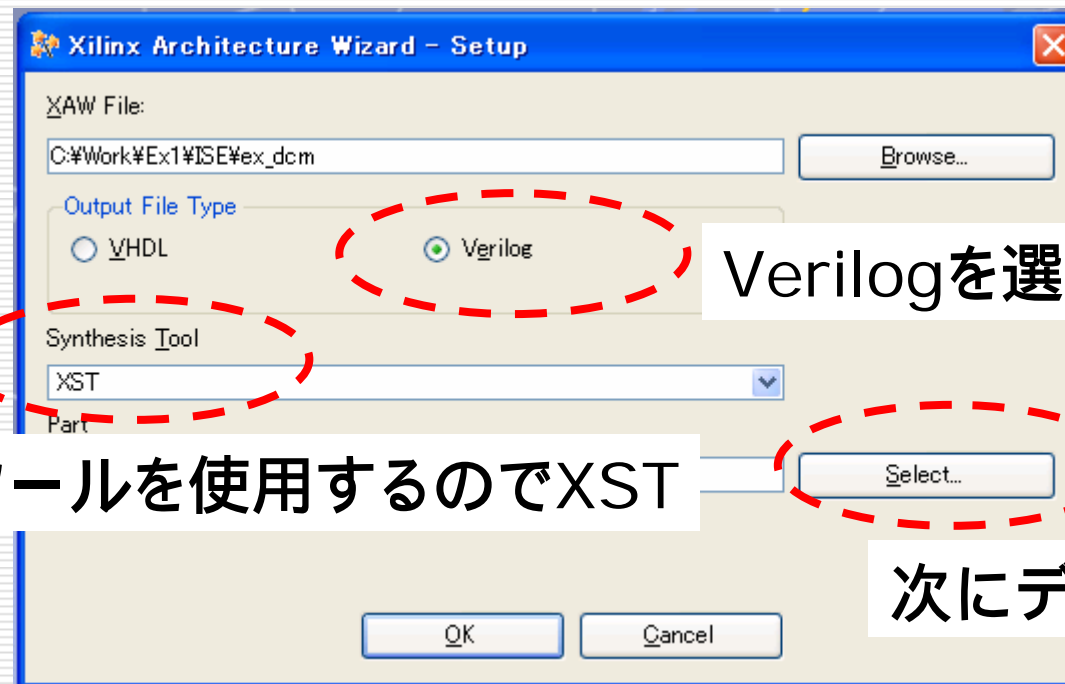 Xilinx Architecture Wizard - Setup
XAW File:
C:¥Work¥Ex1¥ISE¥ex_dcm
Browse...
Output File Type
VHDL
Verilog
Verilogを選
Synthesis Tool
XST
Part
ールを使用するのでXST
Select...
次にデ
OK
Cancel